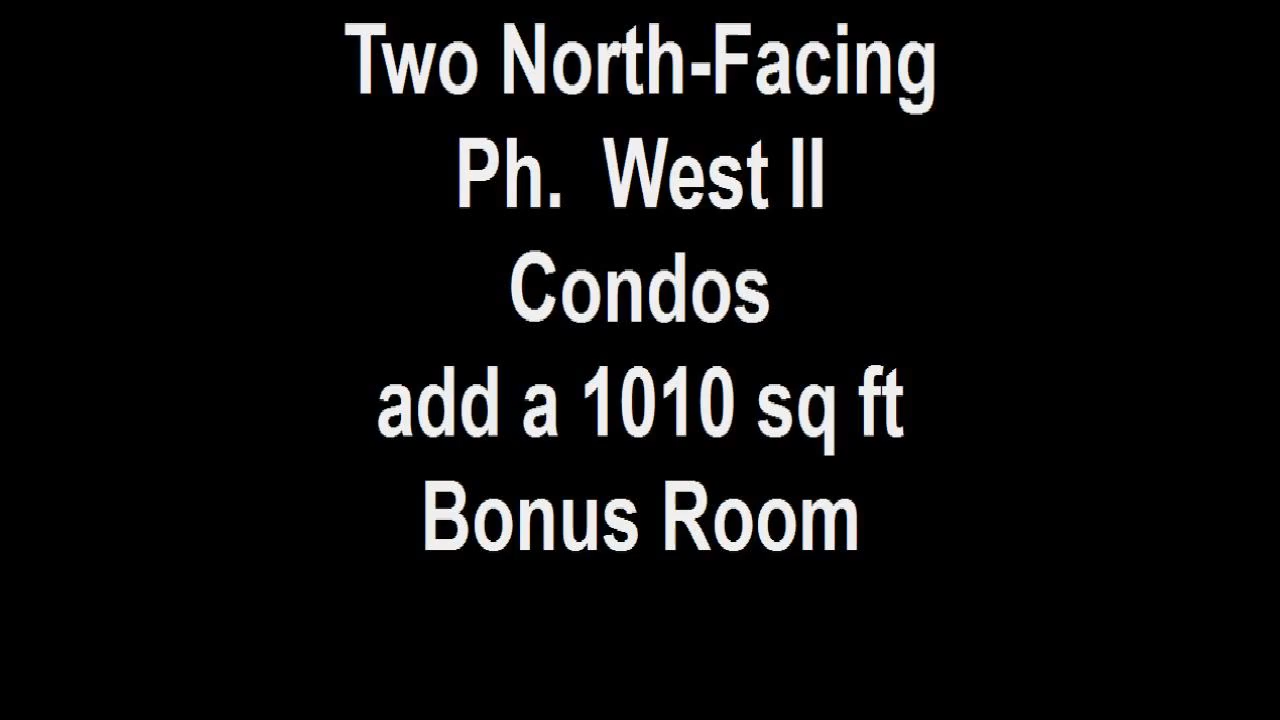 Two North-Facing
Ph.  West II
Condos
add a 1010 sq ft
Bonus Room